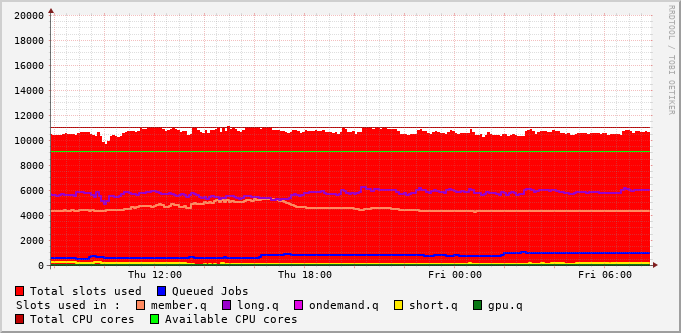 20000
18000
16000
14000
12000
10000
8000
6000
4000
2000
0
Thu 12:00 Thu 18:00 Fri 00:00 Fri 06:00
Total slots used Queued Jobs
Slots used in : member.q long.q ondemand.q short.q gpu.q
Total CPU cores Available CPU cores
RRDTOOL / TOBI OETIKER